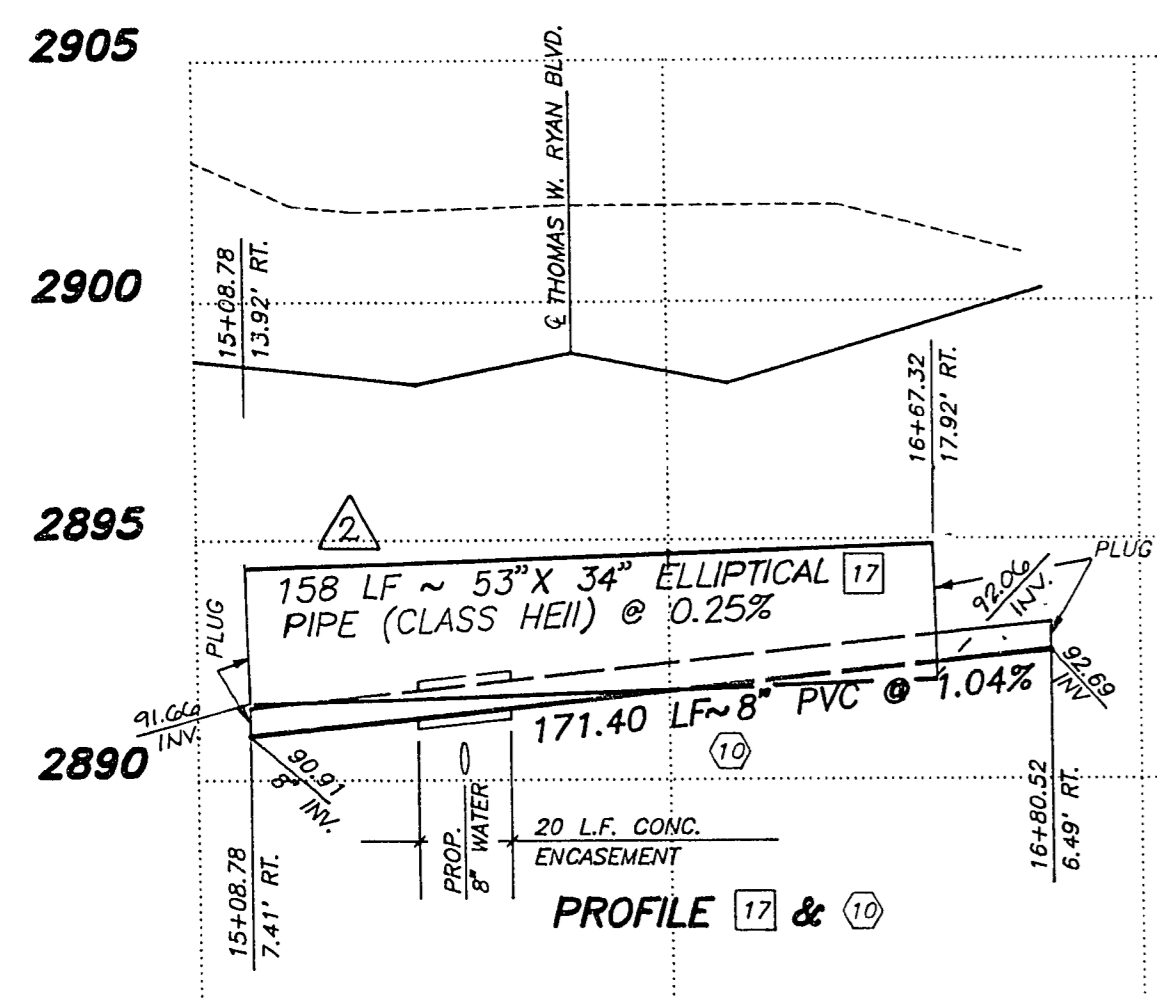 2905
℄ THOMAS W. RYAN BLVD.
2900
15+08.78
13.92' RT.
16+67.32
17.92' RT.
2895
2
PLUG
158 LF ~ 53"X 34" ELLIPTICAL 17
PIPE (CLASS HEII) @ 0.25%
92.06
INV.
PLUG
91.66
INV.
171.40 LF~8" PVC @ 1.04%
92.69
INV
10
2890
90.91
8" INV.
PROP.
8" WATER
20 L.F. CONC.
ENCASEMENT
15+08.78
7.41' RT.
16+80.52
6.49' RT.
PROFILE 17 & 10